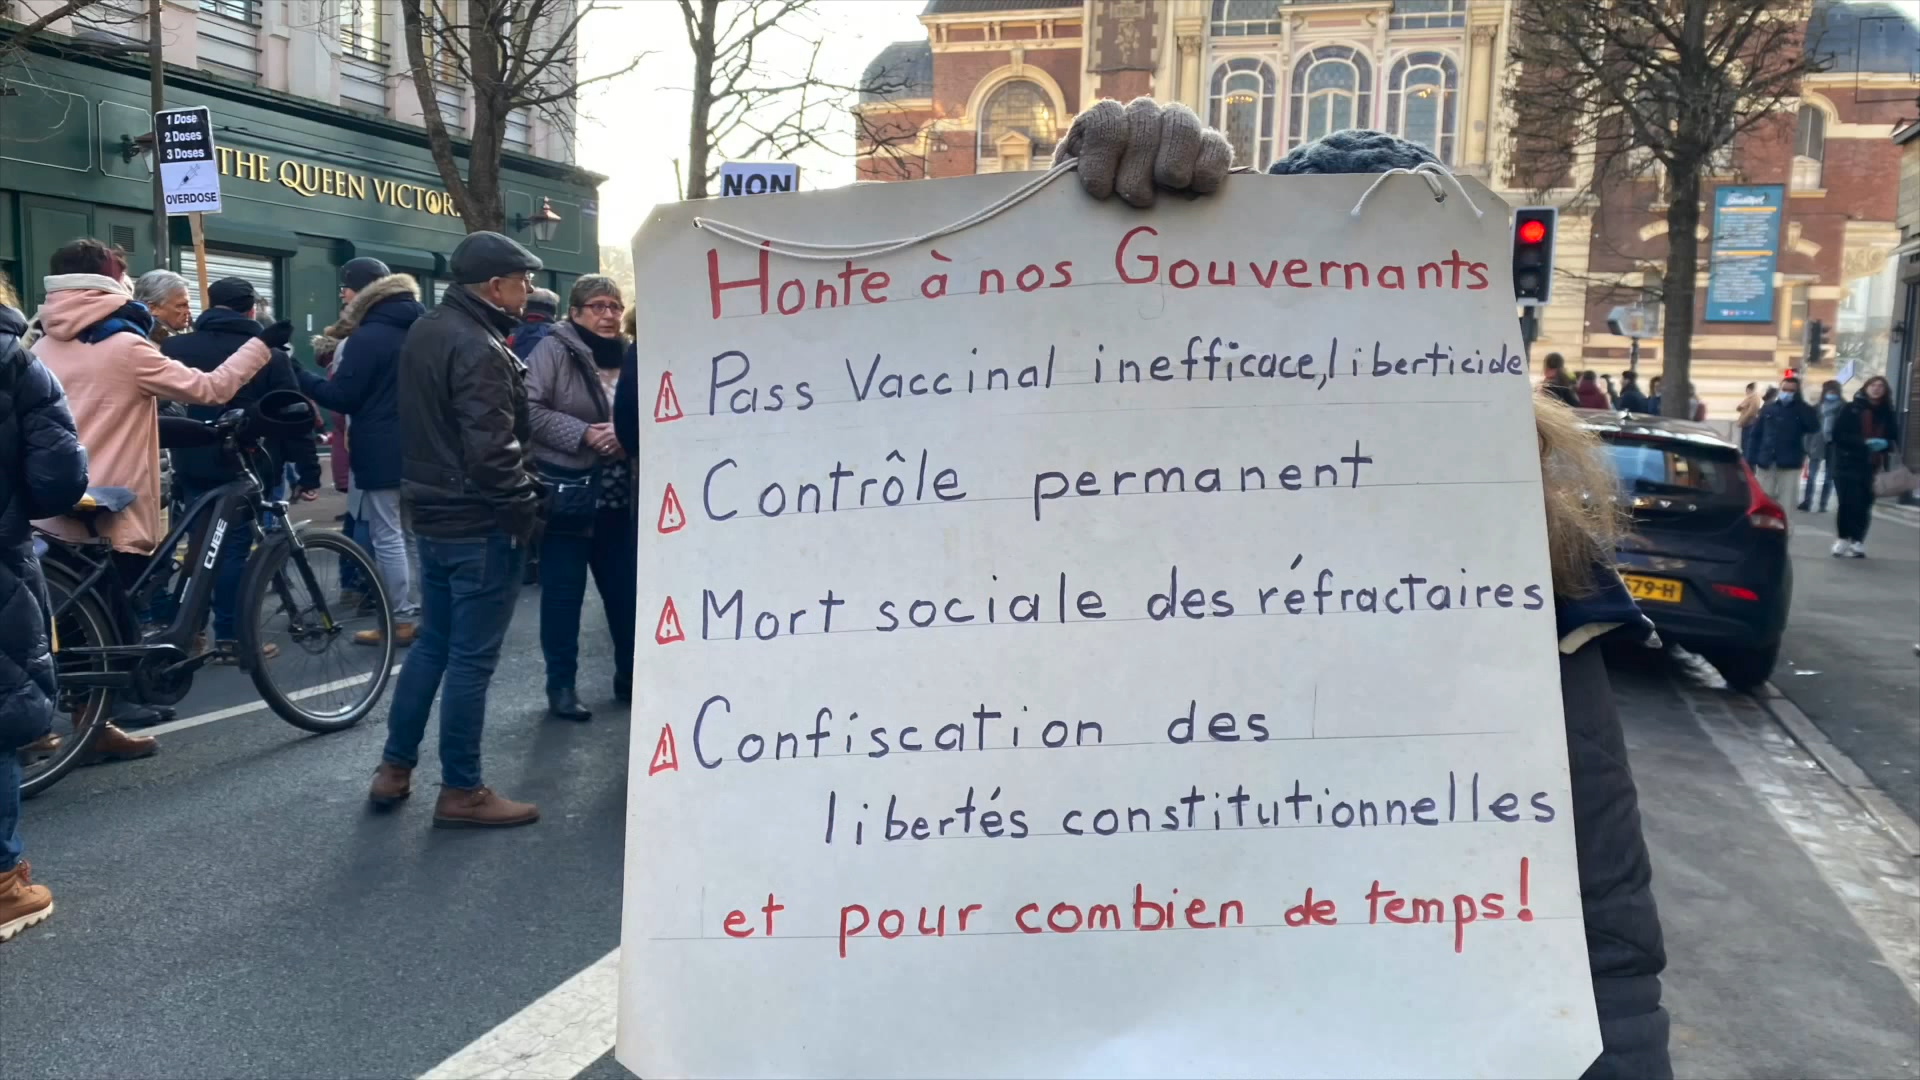 1 Dose
2 Doses
3 Doses
OVERDOSE
THE QUEEN VICTOR
NON
Honte à nos Gouvernants
Pass Vaccinal inefficace, liberticide
Contrôle permanent
Mort sociale des réfractaires
Confiscation des
libertés constitutionnelles
et pour combien de temps!
CUBE
79-H